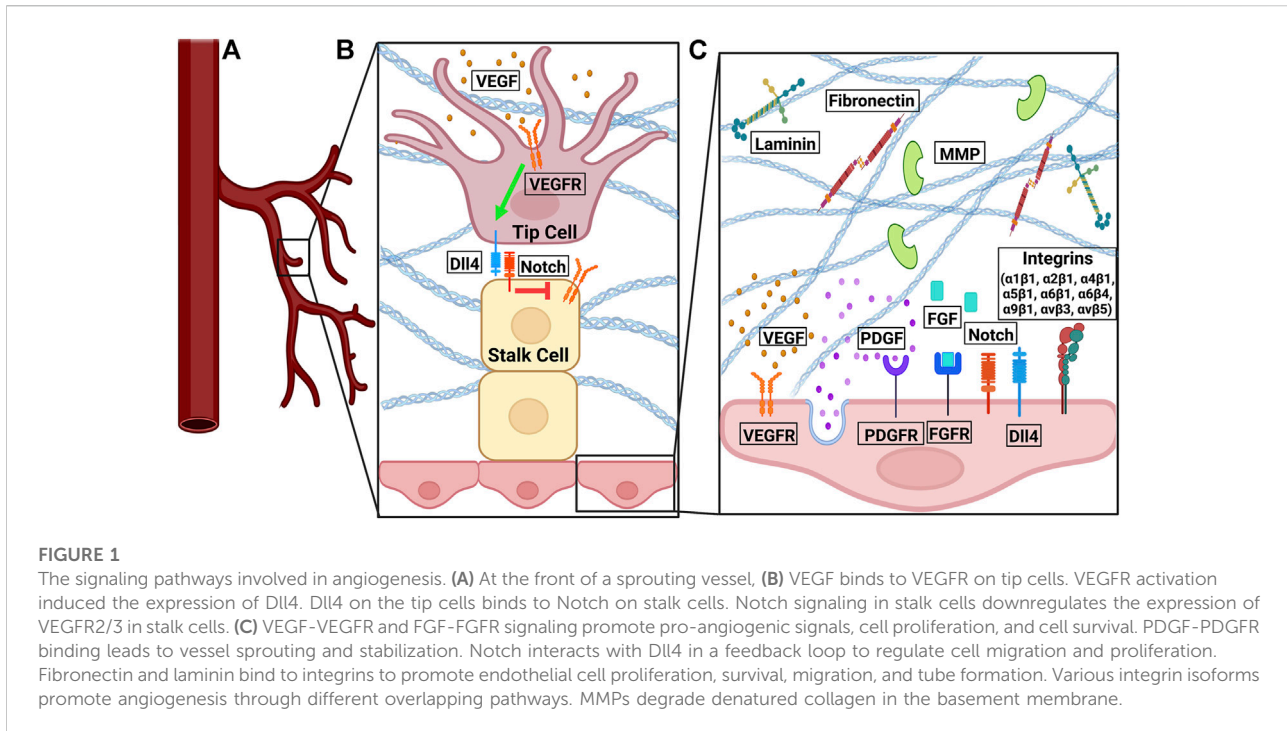 A
B
VEGF
VEGFR
Tip Cell
Dll4
Notch
Stalk Cell
C
Fibronectin
Laminin
MMP
Integrins
(α1β1, α2β1, α4β1,
α5β1, α6β1, α6β4,
α9β1, αvβ3, αvβ5)
FGF
VEGF
PDGF
Notch
VEGFR
PDGFR
FGFR
Dll4
FIGURE 1
The signaling pathways involved in angiogenesis. (A) At the front of a sprouting vessel, (B) VEGF binds to VEGFR on tip cells. VEGFR activation
induced the expression of Dll4. Dll4 on the tip cells binds to Notch on stalk cells. Notch signaling in stalk cells downregulates the expression of
VEGFR2/3 in stalk cells. (C) VEGF-VEGFR and FGF-FGFR signaling promote pro-angiogenic signals, cell proliferation, and cell survival. PDGF-PDGFR
binding leads to vessel sprouting and stabilization. Notch interacts with Dll4 in a feedback loop to regulate cell migration and proliferation.
Fibronectin and laminin bind to integrins to promote endothelial cell proliferation, survival, migration, and tube formation. Various integrin isoforms
promote angiogenesis through different overlapping pathways. MMPs degrade denatured collagen in the basement membrane.